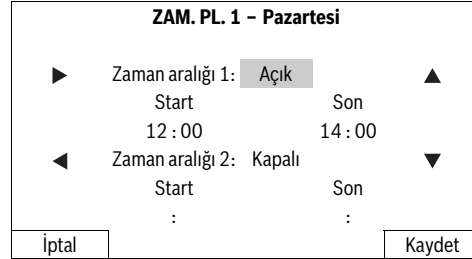 ZAM. PL. 1 – Pazartesi
Zaman aralığı 1: Açık
Start Son
12 : 00 14 : 00
Zaman aralığı 2: Kapalı
Start Son
: :
İptal Kaydet